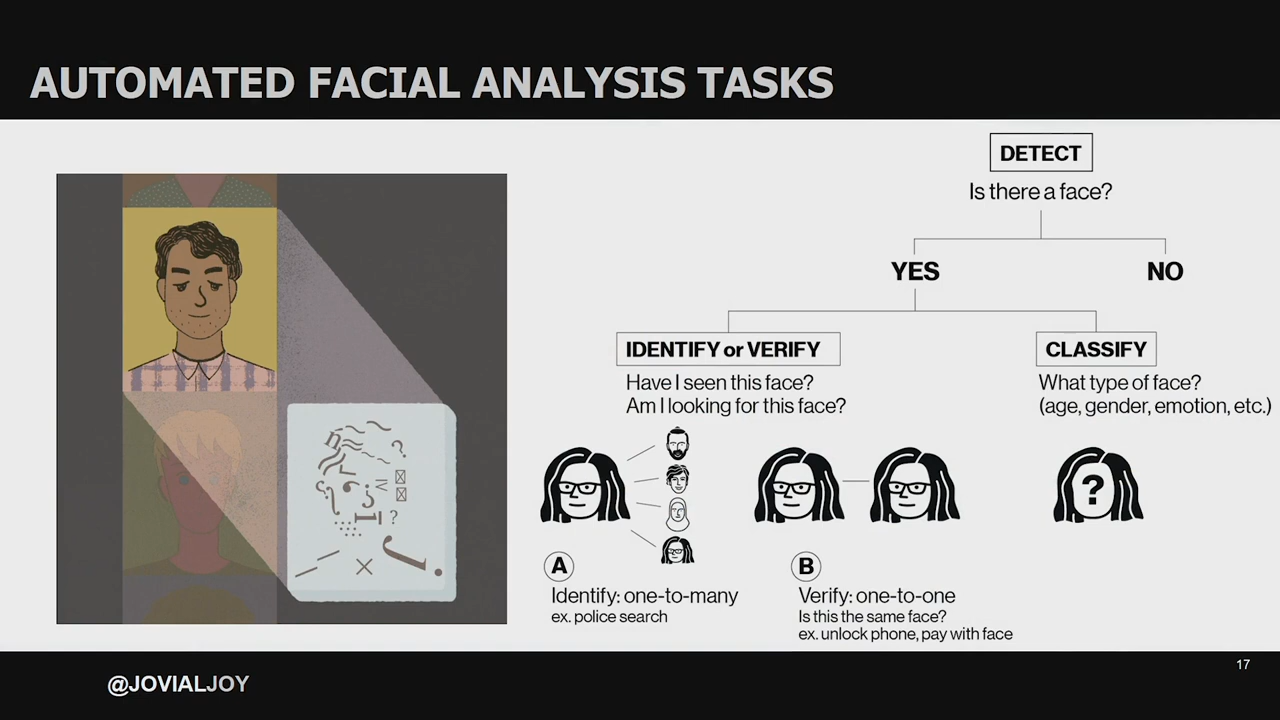 AUTOMATED FACIAL ANALYSIS TASKS
DETECT
Is there a face?
YES
NO
IDENTIFY or VERIFY
Have I seen this face?
Am I looking for this face?
CLASSIFY
What type of face?
(age, gender, emotion, etc.)
?
?
?
A
Identify: one-to-many
ex. police search
B
Verify: one-to-one
Is this the same face?
ex. unlock phone, pay with face
17
@JOVIALJOY